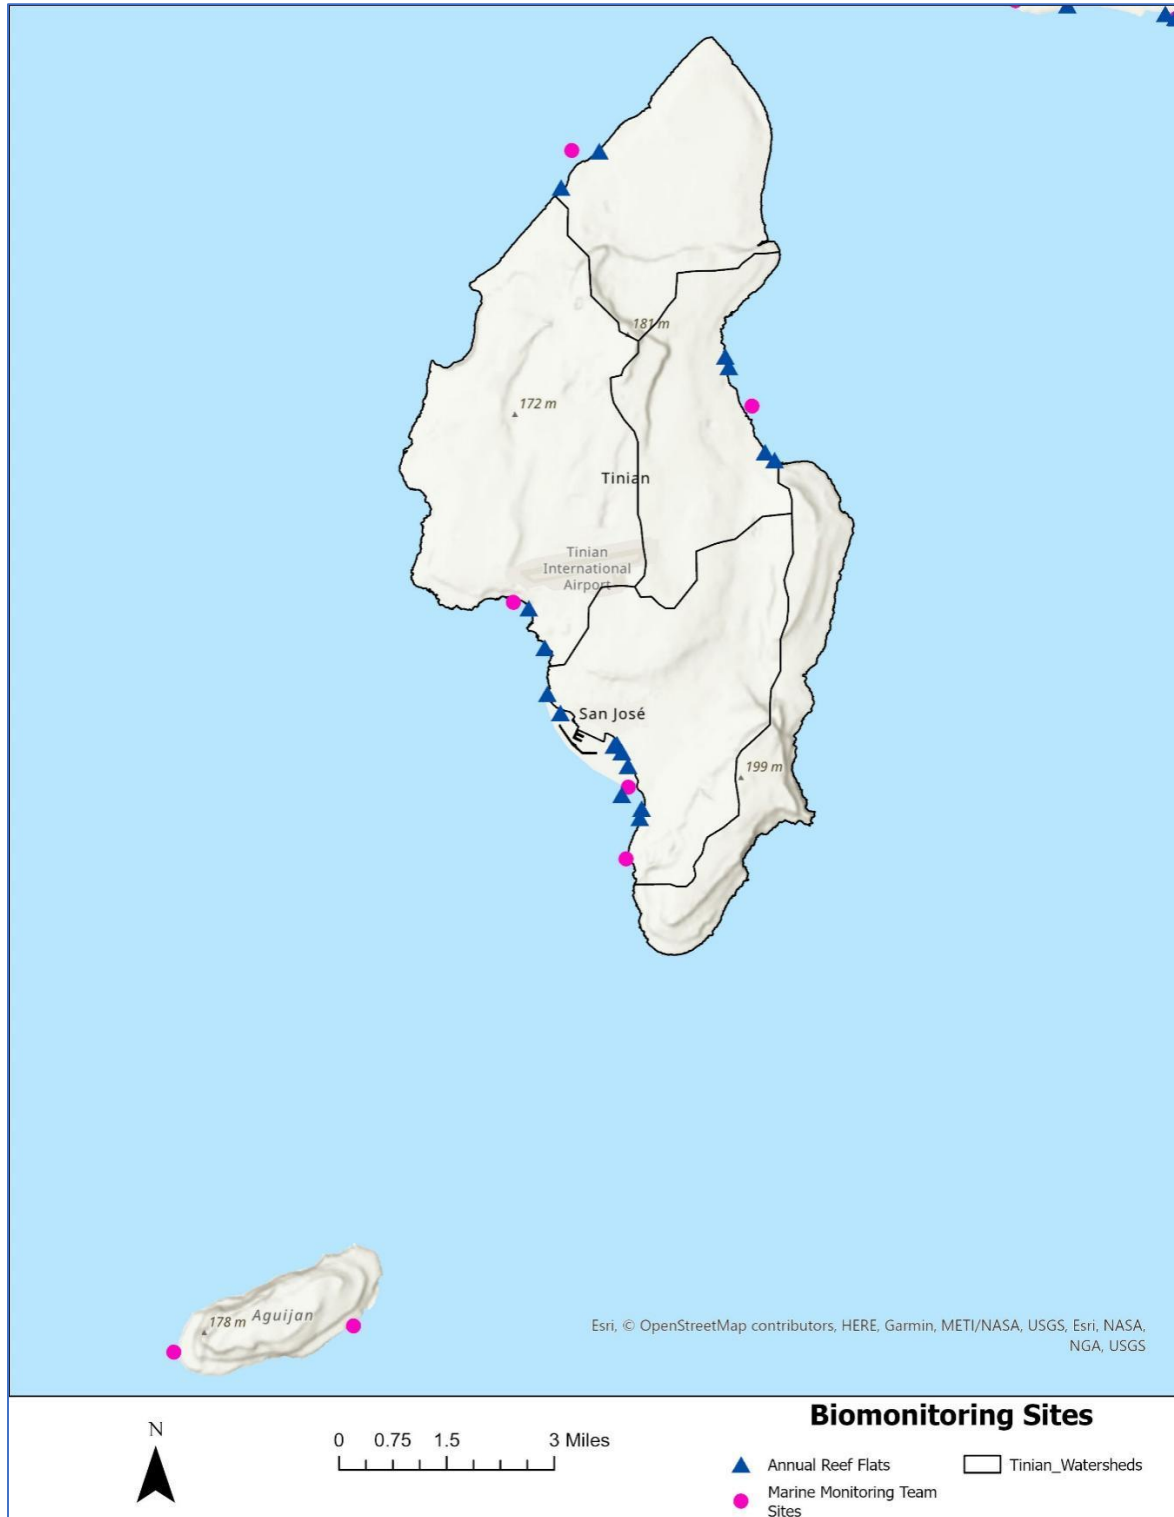 181 m
172 m
Tinian
Tinian
International
Airport
San José
199 m
178 m
Aguijan
Esri, © OpenStreetMap contributors, HERE, Garmin, METI/NASA, USGS, Esri, NASA,
NGA, USGS
Biomonitoring Sites
N
0 0.75 1.5 3 Miles
Annual Reef Flats
Tinian_Watersheds
Marine Monitoring Team
Sites